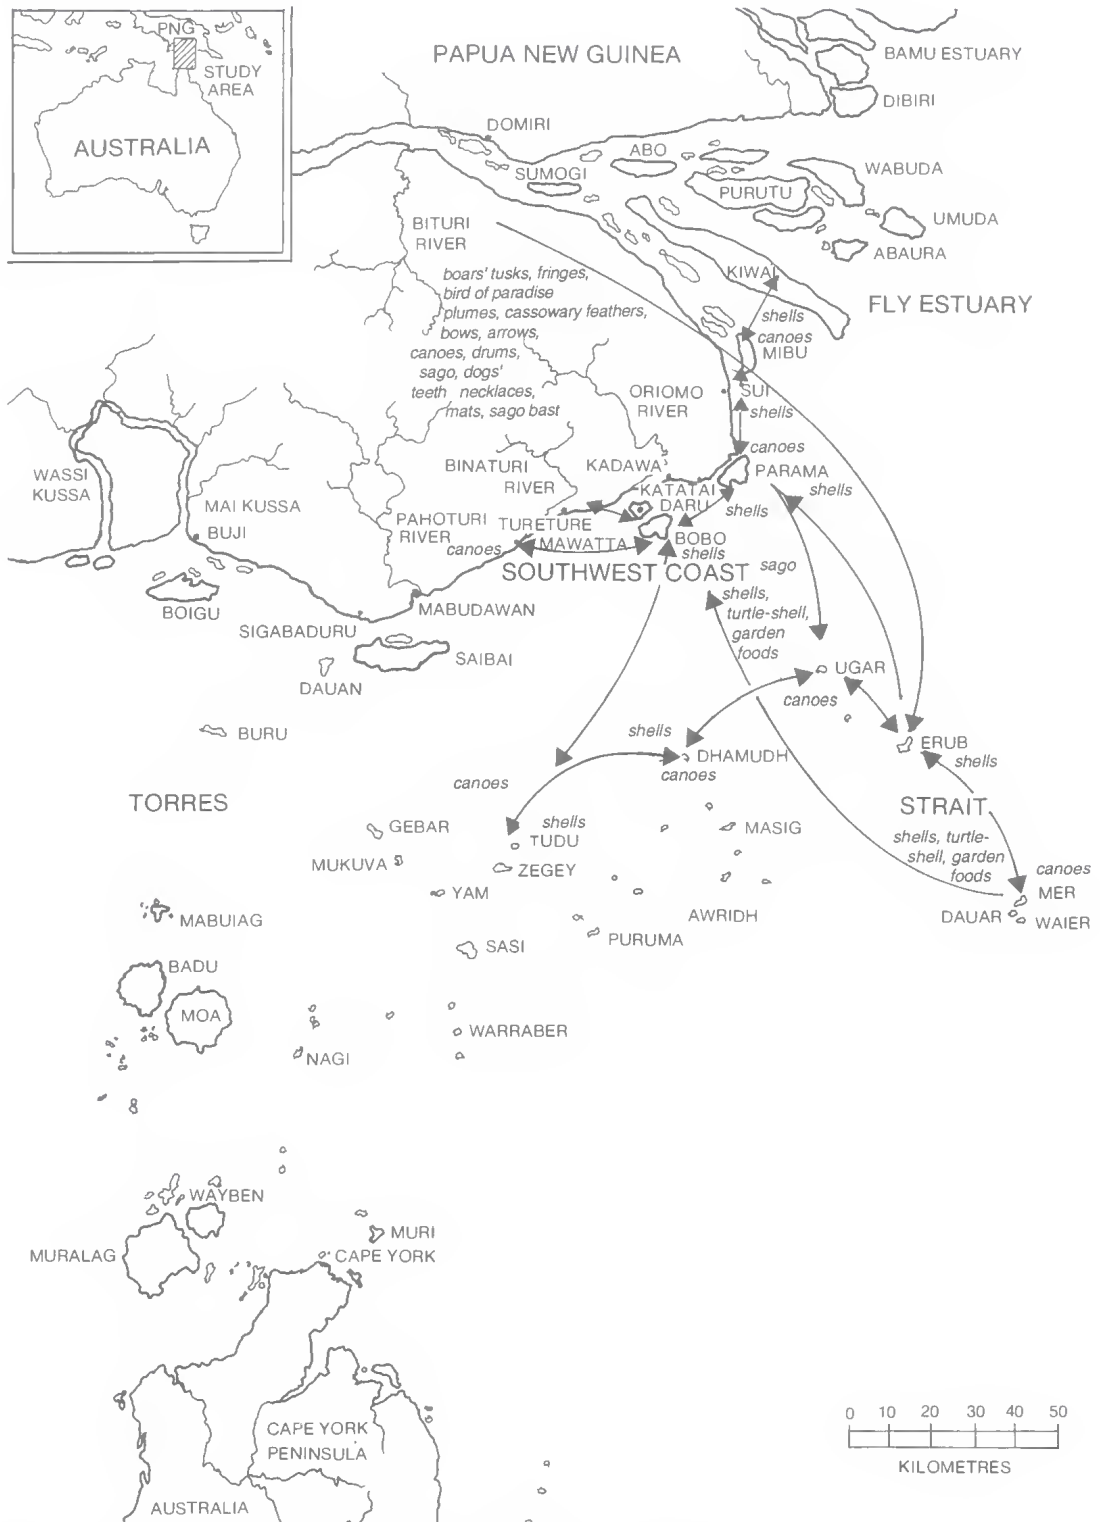 PNG
STUDY
AREA
AUSTRALIA
PAPUA NEW GUINEA
BAMU ESTUARY
DIBIRI
DOMIRI
ABO
SUMOGI
WABUDA
PURUTU
UMUDA
ABAURA
BITURI
RIVER
KIWAI
FLY ESTUARY
boars' tusks, fringes,
bird of paradise
plumes, cassowary feathers,
bows, arrows,
canoes, drums,
sago, dogs'
teeth necklaces,
mats, sago bast
shells
canoes
MIBU
SUI
shells
ORIOMO
RIVER
canoes
PARAMA
shells
WASSI
KUSSA
MAI KUSSA
BUJI
BINATURI
RIVER
KADAWA
KATATAI
DARU
shells
PAHOTURI
RIVER
TURETURE
canoes
MAWATTA
BOBO
shells
SOUTHWEST COAST
sago
shells,
turtle-shell,
garden
foods
BOIGU
MABUDAWAN
SIGABADURU
SAIBAI
DAUAN
UGAR
canoes
BURU
shells
DHAMUDH
canoes
ERUB
shells
canoes
TORRES
STRAIT
GEBAR
shells
TUDU
MASIG
MUKUVA
ZEGEY
shells, turtle-
shell, garden
foods
canoes
MER
YAM
DAUAR
WAIER
MABUIAG
AWRIDH
PURUMA
SASI
BADU
MOA
WARRABER
NAGI
WAYBEN
MURI
MURALAG
CAPE YORK
CAPE YORK
PENINSULA
AUSTRALIA
0 10 20 30 40 50
KILOMETRES